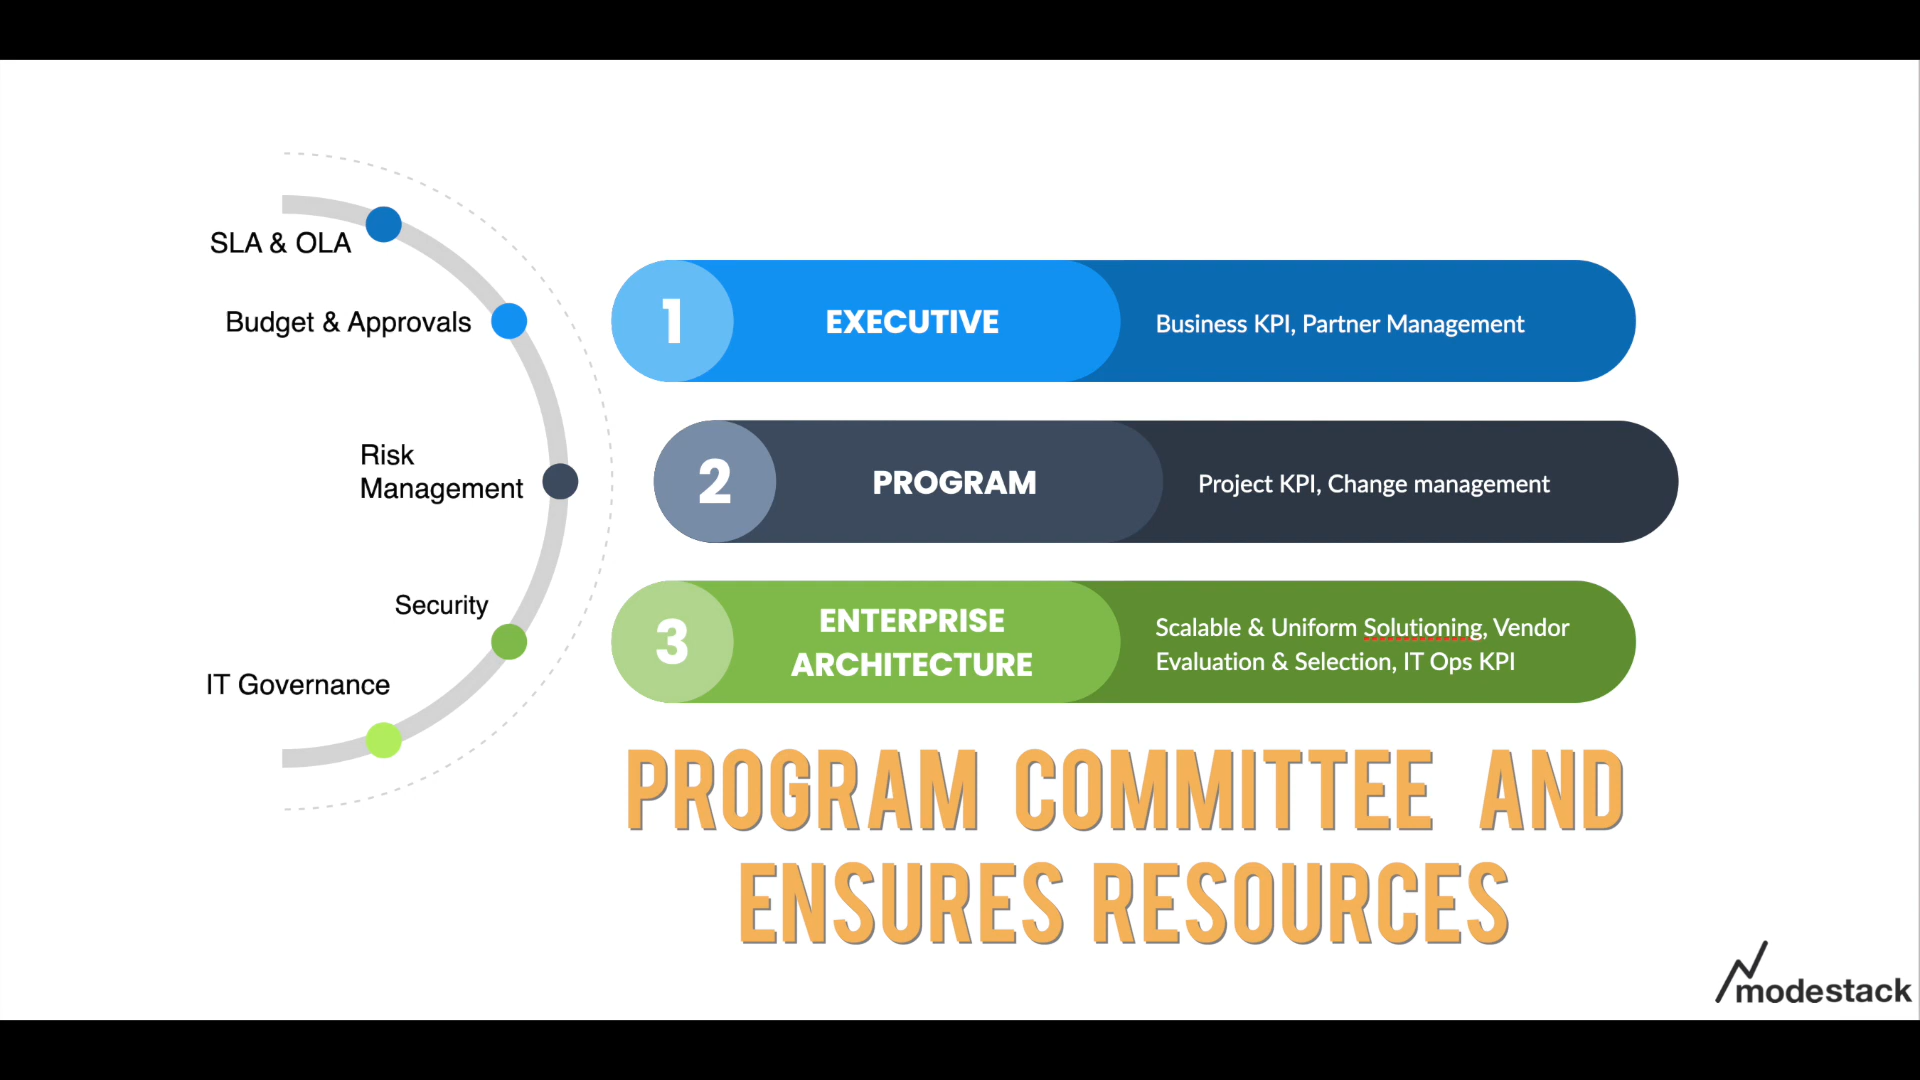 SLA & OLA
Budget & Approvals
Risk
Management
Security
IT Governance
1
EXECUTIVE
Business KPI, Partner Management
2
PROGRAM
Project KPI, Change management
3
ENTERPRISE
ARCHITECTURE
Scalable & Uniform Solutioning, Vendor
Evaluation & Selection, IT Ops KPI
PROGRAM COMMITTEE AND
ENSURES RESOURCES
modestack